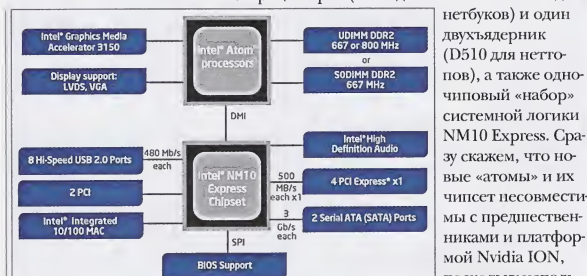 нетбуков) и один
двухъядерник
(D510 для нетто-
пов), а также одно-
чиповый «набор»
системной логики
NM10 Express. Сра-
зу скажем, что но-
вые «атомы» и их
чипсет несовмести-
мы с предшествен-
никами и платфор-
мой Nvidia ION,
Intel® Graphics Media
Accelerator 3150
Display support:
LVDS, VGA
Intel® Atom™
processors
UDIMM DDR2
667 or 800 MHz
or
SODIMM DDR2
667 MHz
DMI
8 Hi-Speed USB 2.0 Ports
480 Mb/s
each
2 PCI
Intel® Integrated
10/100 MAC
Intel® NM10
Express
Chipset
Intel® High
Definition Audio
500
MB/s
each x1
4 PCI Express® x1
3
Gb/s
each
2 Serial ATA (SATA) Ports
SPI
BIOS Support